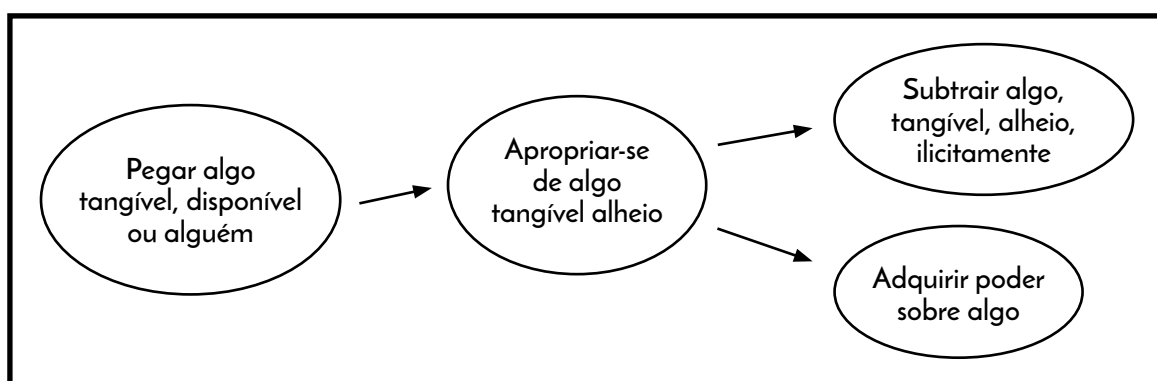 Pegar algo
tangível, disponível
ou alguém
Apropriar-se
de algo
tangível alheio
Subtrair algo,
tangível, alheio,
ilicitamente
Adquirir poder
sobre algo